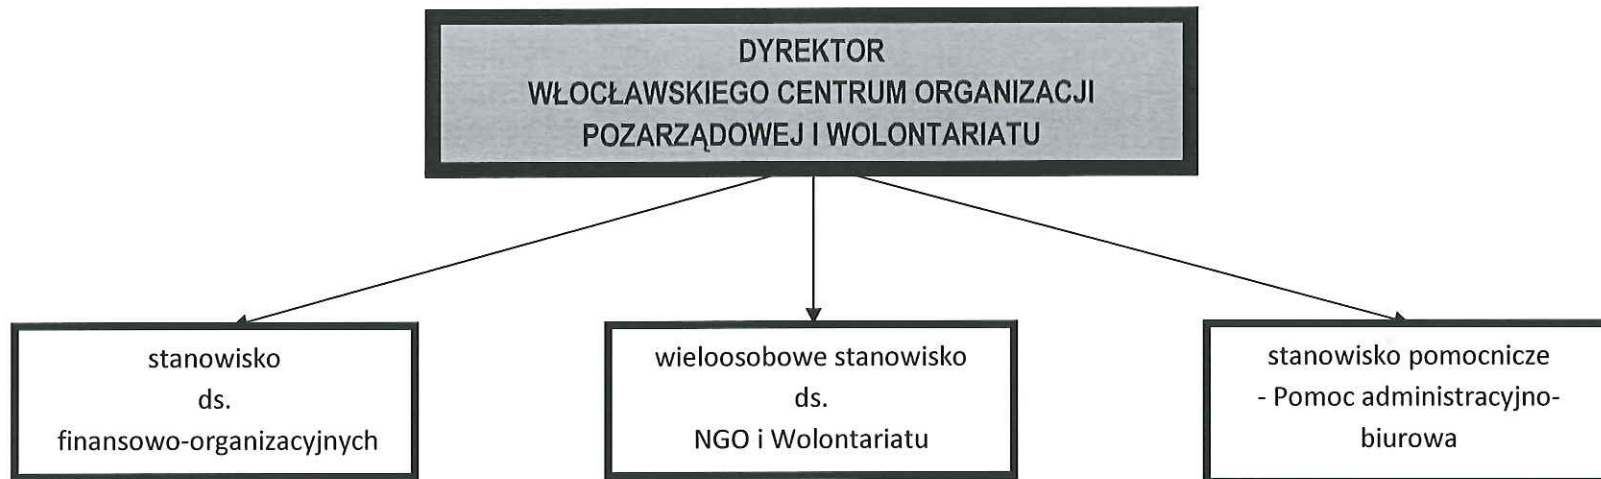 DYREKTOR
WŁOCŁAWSKIEGO CENTRUM ORGANIZACJI
POZARZĄDOWEJ I WOLONTARIATU
stanowisko
ds.
finansowo-organizacyjnych
wieloosobowe stanowisko
ds.
NGO i Wolontariatu
stanowisko pomocnicze
- Pomoc administracyjno-
biurowa